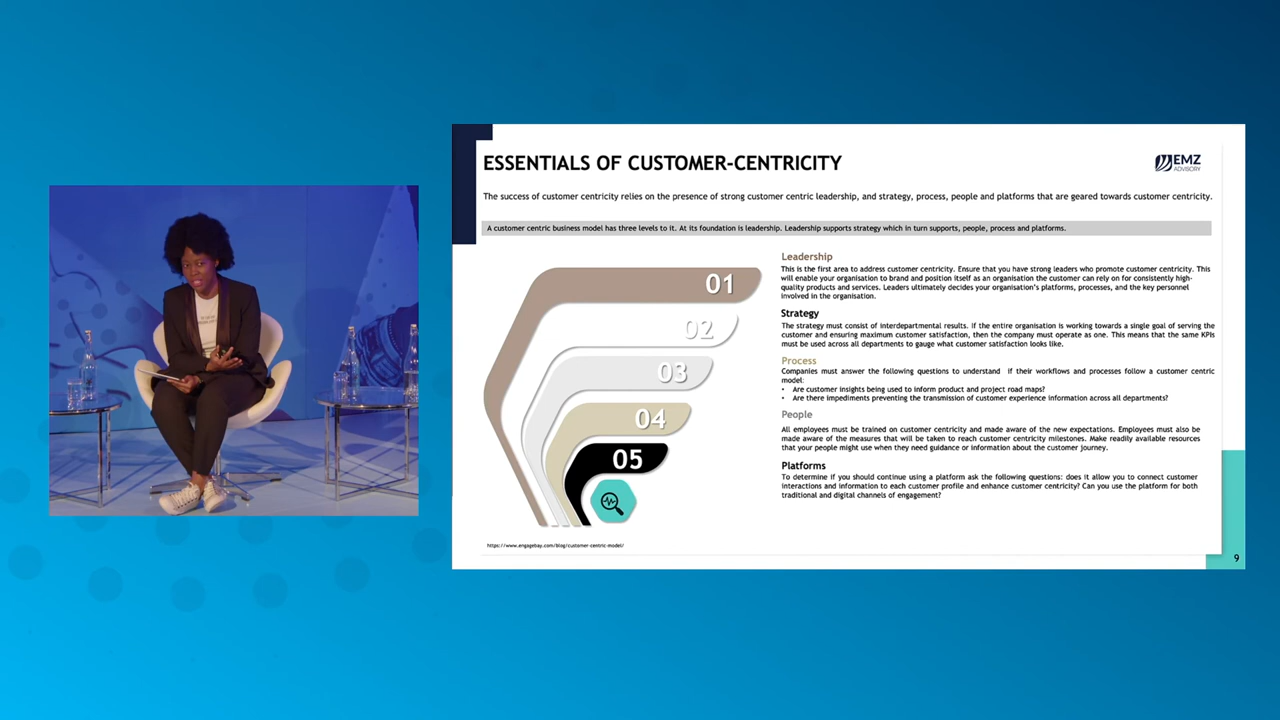 ESSENTIALS OF CUSTOMER-CENTRICITY
EMZ
ADVISORY
The success of customer centricity relies on the presence of strong customer centric leadership, and strategy, process, people and platforms that are geared towards customer centricity.
A customer centric business model has three levels to it. At its foundation is leadership. Leadership supports strategy which in turn supports, people, process and platforms.
01
02
03
04
05
Leadership
This is the first area to address customer centricity. Ensure that you have strong leaders who promote customer centricity. This
will enable your organisation to brand and position itself as an organisation the customer can rely on for consistently high-
quality products and services. Leaders ultimately decides your organisation's platforms, processes, and the key personnel
involved in the organisation.
Strategy
The strategy must consist of interdepartmental results. If the entire organisation is working towards a single goal of serving the
customer and ensuring maximum customer satisfaction, then the company must operate as one. This means that the same KPIs
must be used across all departments to gauge what customer satisfaction looks like.
Process
Companies must answer the following questions to understand if their workflows and processes follow a customer centric
model:
• Are customer insights being used to inform product and project road maps?
• Are there impediments preventing the transmission of customer experience information across all departments?
People
All employees must be trained on customer centricity and made aware of the new expectations. Employees must also be
made aware of the measures that will be taken to reach customer centricity milestones. Make readily available resources
that your people might use when they need guidance or information about the customer journey.
Platforms
To determine if you should continue using a platform ask the following questions: does it allow you to connect customer
interactions and information to each customer profile and enhance customer centricity? Can you use the platform for both
traditional and digital channels of engagement?
https://www.engagebay.com/blog/customer-centric-model/
9